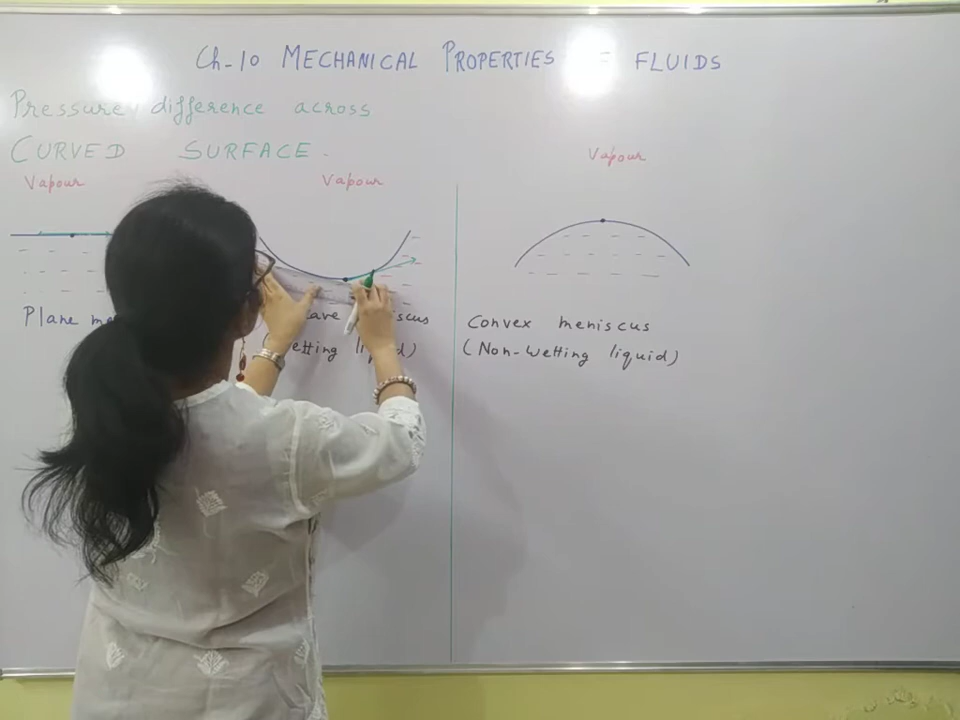 Ch-10 MECHANICAL PROPERTIES F FLUIDS
Pressure difference across
CURVED SURFACE.
Vapour
Vapour
Vapour
Plane
Convex meniscus
(Non-Wetting liquid)